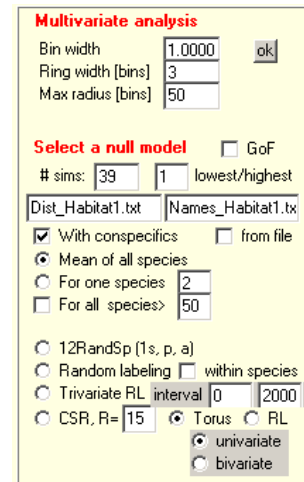 Multivariate analysis
Bin width 1.0000 ok
Ring width [bins] 3
Max radius [bins] 50
Select a null model GoF
# sims: 39 1 lowest/highest
Dist_Habitat1.txt Names_Habitat1.tx
With conspecifics from file
Mean of all species
For one species 2
For all species> 50
12RandSp (1s, p, a)
Random labeling within species
Trivariate RL interval 0 2000
CSR, R= 15 Torus RL
univariate
bivariate